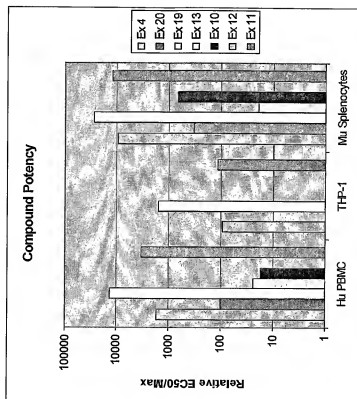 Compound Potency
Relative EC50/Max
100000
10000
1000
100
10
1
Hu PBMC
THP-1
Mu Splenocytes
Ex 4
Ex 20
Ex 19
Ex 13
Ex 10
Ex 12
Ex 11